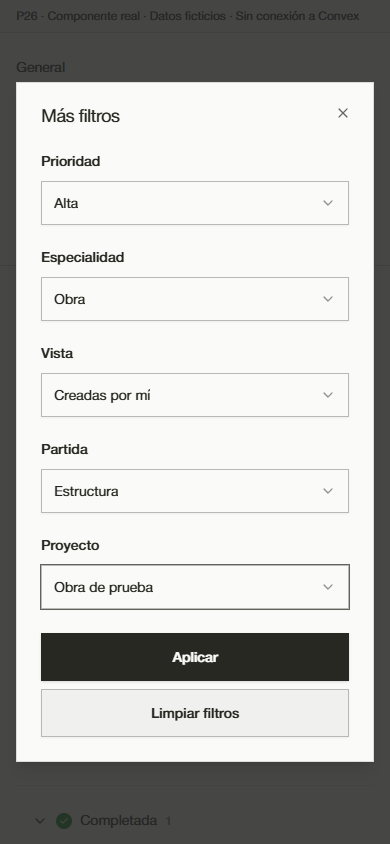 P26 · Componente real · Datos ficticios · Sin conexión a Convex
General
Más filtros
Prioridad
Alta
Especialidad
Obra
Vista
Creadas por mí
Partida
Estructura
Proyecto
Obra de prueba
Aplicar
Limpiar filtros
Completada 1